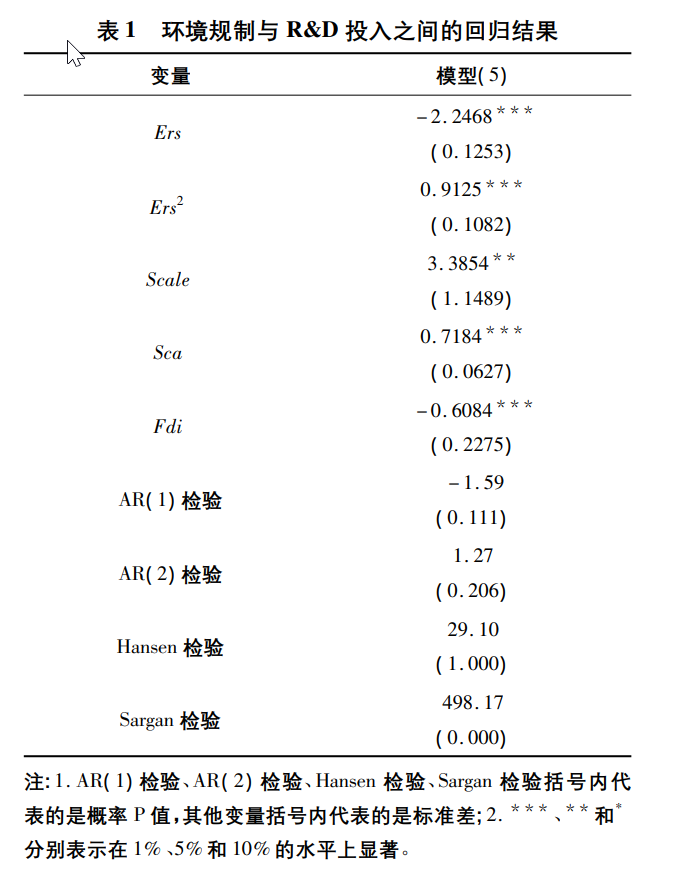 表 1 环境规制与 R&D 投入之间的回归结果
变量 模型(5)
Ers -2.2468***
(0.1253)
Ers² 0.9125***
(0.1082)
Scale 3.3854**
(1.1489)
Sca 0.7184***
(0.0627)
Fdi -0.6084***
(0.2275)
AR(1)检验 -1.59
(0.111)
AR(2)检验 1.27
(0.206)
Hansen 检验 29.10
(1.000)
Sargan 检验 498.17
(0.000)
注:1. AR(1)检验、AR(2)检验、Hansen 检验、Sargan 检验括号内代
表的是概率 P 值,其他变量括号内代表的是标准差;2. ***、**和*
分别表示在 1%、5%和 10%的水平上显著。